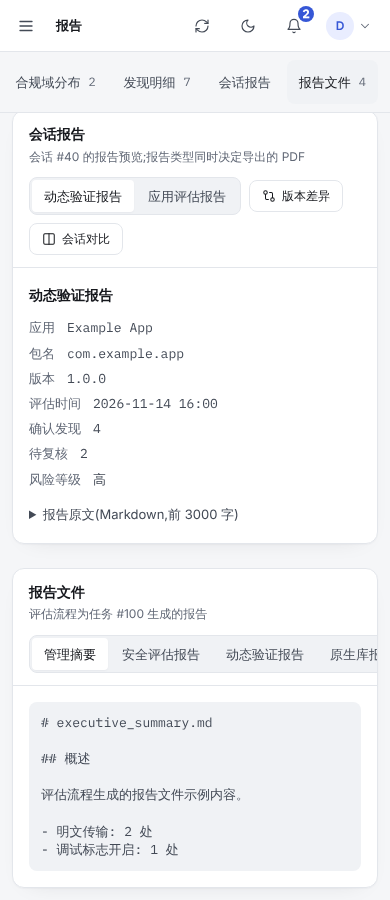 报告
2
D
合规域分布 2 发现明细 7 会话报告 报告文件 4
会话报告
会话 #40 的报告预览;报告类型同时决定导出的 PDF
动态验证报告 应用评估报告 版本差异
会话对比
动态验证报告
应用 Example App
包名 com.example.app
版本 1.0.0
评估时间 2026-11-14 16:00
确认发现 4
待复核 2
风险等级 高
报告原文(Markdown,前 3000 字)
报告文件
评估流程为任务 #100 生成的报告
管理摘要 安全评估报告 动态验证报告 原生库报
# executive_summary.md
## 概述
评估流程生成的报告文件示例内容。
- 明文传输: 2 处
- 调试标志开启: 1 处